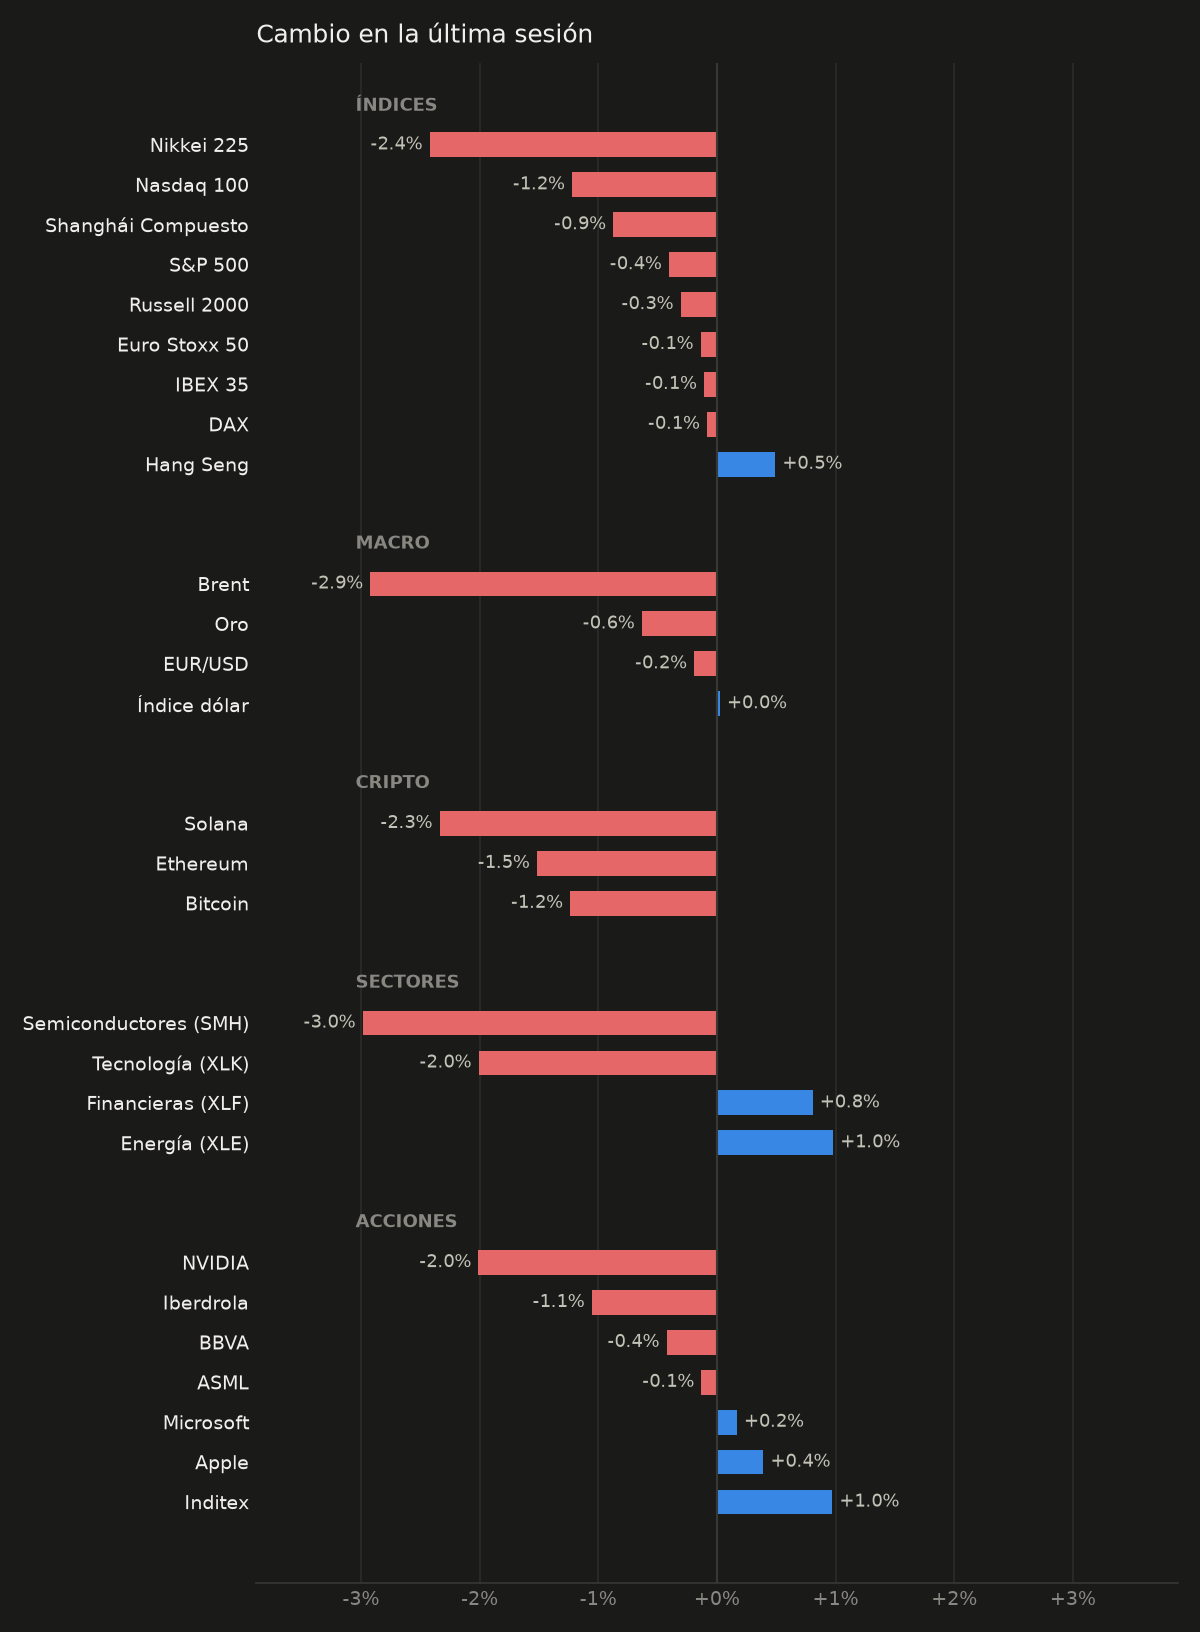 Cambio en la última sesión
ÍNDICES
Nikkei 225 -2.4%
Nasdaq 100 -1.2%
Shanghái Compuesto -0.9%
S&P 500 -0.4%
Russell 2000 -0.3%
Euro Stoxx 50 -0.1%
IBEX 35 -0.1%
DAX -0.1%
Hang Seng +0.5%
MACRO
Brent -2.9%
Oro -0.6%
EUR/USD -0.2%
Índice dólar +0.0%
CRIPTO
Solana -2.3%
Ethereum -1.5%
Bitcoin -1.2%
SECTORES
Semiconductores (SMH) -3.0%
Tecnología (XLK) -2.0%
Financieras (XLF) +0.8%
Energía (XLE) +1.0%
ACCIONES
NVIDIA -2.0%
Iberdrola -1.1%
BBVA -0.4%
ASML -0.1%
Microsoft +0.2%
Apple +0.4%
Inditex +1.0%
-3% -2% -1% +0% +1% +2% +3%